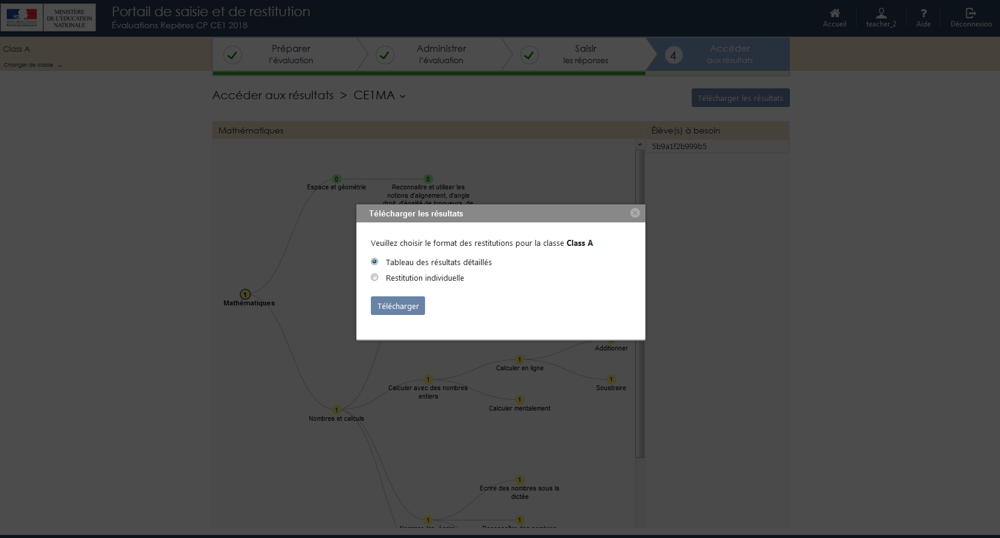 MINISTÈRE
DE L'ÉDUCATION
NATIONALE
Portail de saisie et de restitution
Évaluations Repères CP CE1 2018
Accueil
teacher_2
Aide
Déconnexion
Class A
Changer de classe
Préparer
l'évaluation
Administrer
l'évaluation
Saisir
les réponses
4
Accéder
aux résultats
Accéder aux résultats > CE1MA
Télécharger les résultats
Mathématiques
Élève(s) à besoin
5b9a1f2b999b5
0
Espace et géométrie
0
Reconnaitre et utiliser les
notions d'alignement, d'angle
droit, d'égalité de longueurs, de
Télécharger les résultats
Veuillez choisir le format des restitutions pour la classe Class A
Tableau des résultats détaillés
Restitution individuelle
Télécharger
1
Mathématiques
Additionner
1
Calculer en ligne
1
Calculer avec des nombres
entiers
1
Soustraire
1
Calculer mentalement
1
Nombres et calculs
1
Ecrire des nombres sous la
dictée
1
1